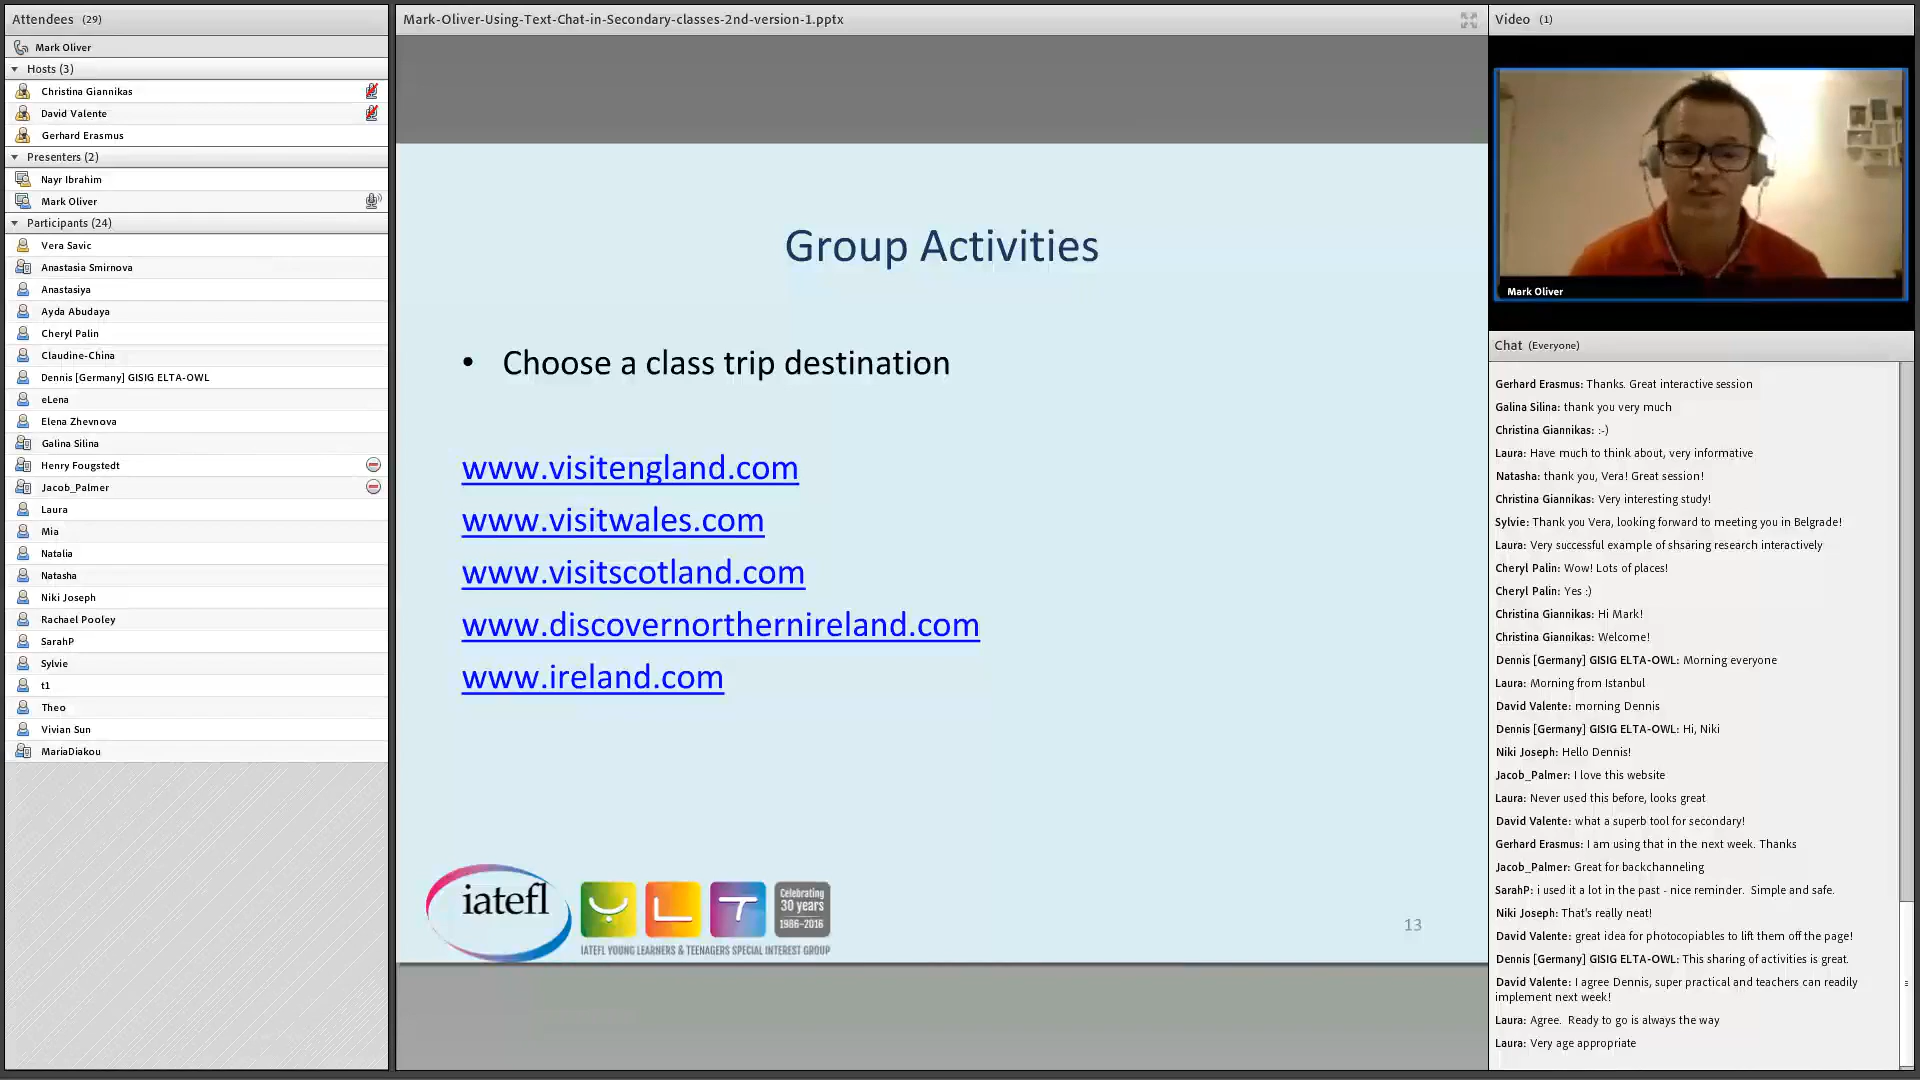 Attendees (29)
Mark Oliver
Hosts (3)
Christina Giannikas
David Valente
Gerhard Erasmus
Presenters (2)
Nayr Ibrahim
Mark Oliver
Participants (24)
Vera Savic
Anastasia Smirnova
Anastasiya
Ayda Abudaya
Cheryl Palin
Claudine-China
Dennis [Germany] GISIG ELTA-OWL
eLena
Elena Zhevnova
Galina Silina
Henry Fougstedt
Jacob_Palmer
Laura
Mia
Natalia
Natasha
Niki Joseph
Rachael Pooley
SarahP
Sylvie
t1
Theo
Vivian Sun
MariaDiakou
Mark-Oliver-Using-Text-Chat-in-Secondary-classes-2nd-version-1.pptx
Group Activities
• Choose a class trip destination
www.visitengland.com
www.visitwales.com
www.visitscotland.com
www.discovernorthernireland.com
www.ireland.com
iatefl
Y L T
Celebrating
30 years
1986-2016
IATEFL YOUNG LEARNERS & TEENAGERS SPECIAL INTEREST GROUP
13
Video (1)
Mark Oliver
Chat (Everyone)
Gerhard Erasmus: Thanks. Great interactive session
Galina Silina: thank you very much
Christina Giannikas: :-)
Laura: Have much to think about, very informative
Natasha: thank you, Vera! Great session!
Christina Giannikas: Very interesting study!
Sylvie: Thank you Vera, looking forward to meeting you in Belgrade!
Laura: Very successful example of shsaring research interactively
Cheryl Palin: Wow! Lots of places!
Cheryl Palin: Yes :)
Christina Giannikas: Hi Mark!
Christina Giannikas: Welcome!
Dennis [Germany] GISIG ELTA-OWL: Morning everyone
Laura: Morning from Istanbul
David Valente: morning Dennis
Dennis [Germany] GISIG ELTA-OWL: Hi, Niki
Niki Joseph: Hello Dennis!
Jacob_Palmer: I love this website
Laura: Never used this before, looks great
David Valente: what a superb tool for secondary!
Gerhard Erasmus: I am using that in the next week. Thanks
Jacob_Palmer: Great for backchanneling
SarahP: i used it a lot in the past - nice reminder.  Simple and safe.
Niki Joseph: That's really neat!
David Valente: great idea for photocopiables to lift them off the page!
Dennis [Germany] GISIG ELTA-OWL: This sharing of activities is great.
David Valente: I agree Dennis, super practical and teachers can readily
implement next week!
Laura: Agree.  Ready to go is always the way
Laura: Very age appropriate